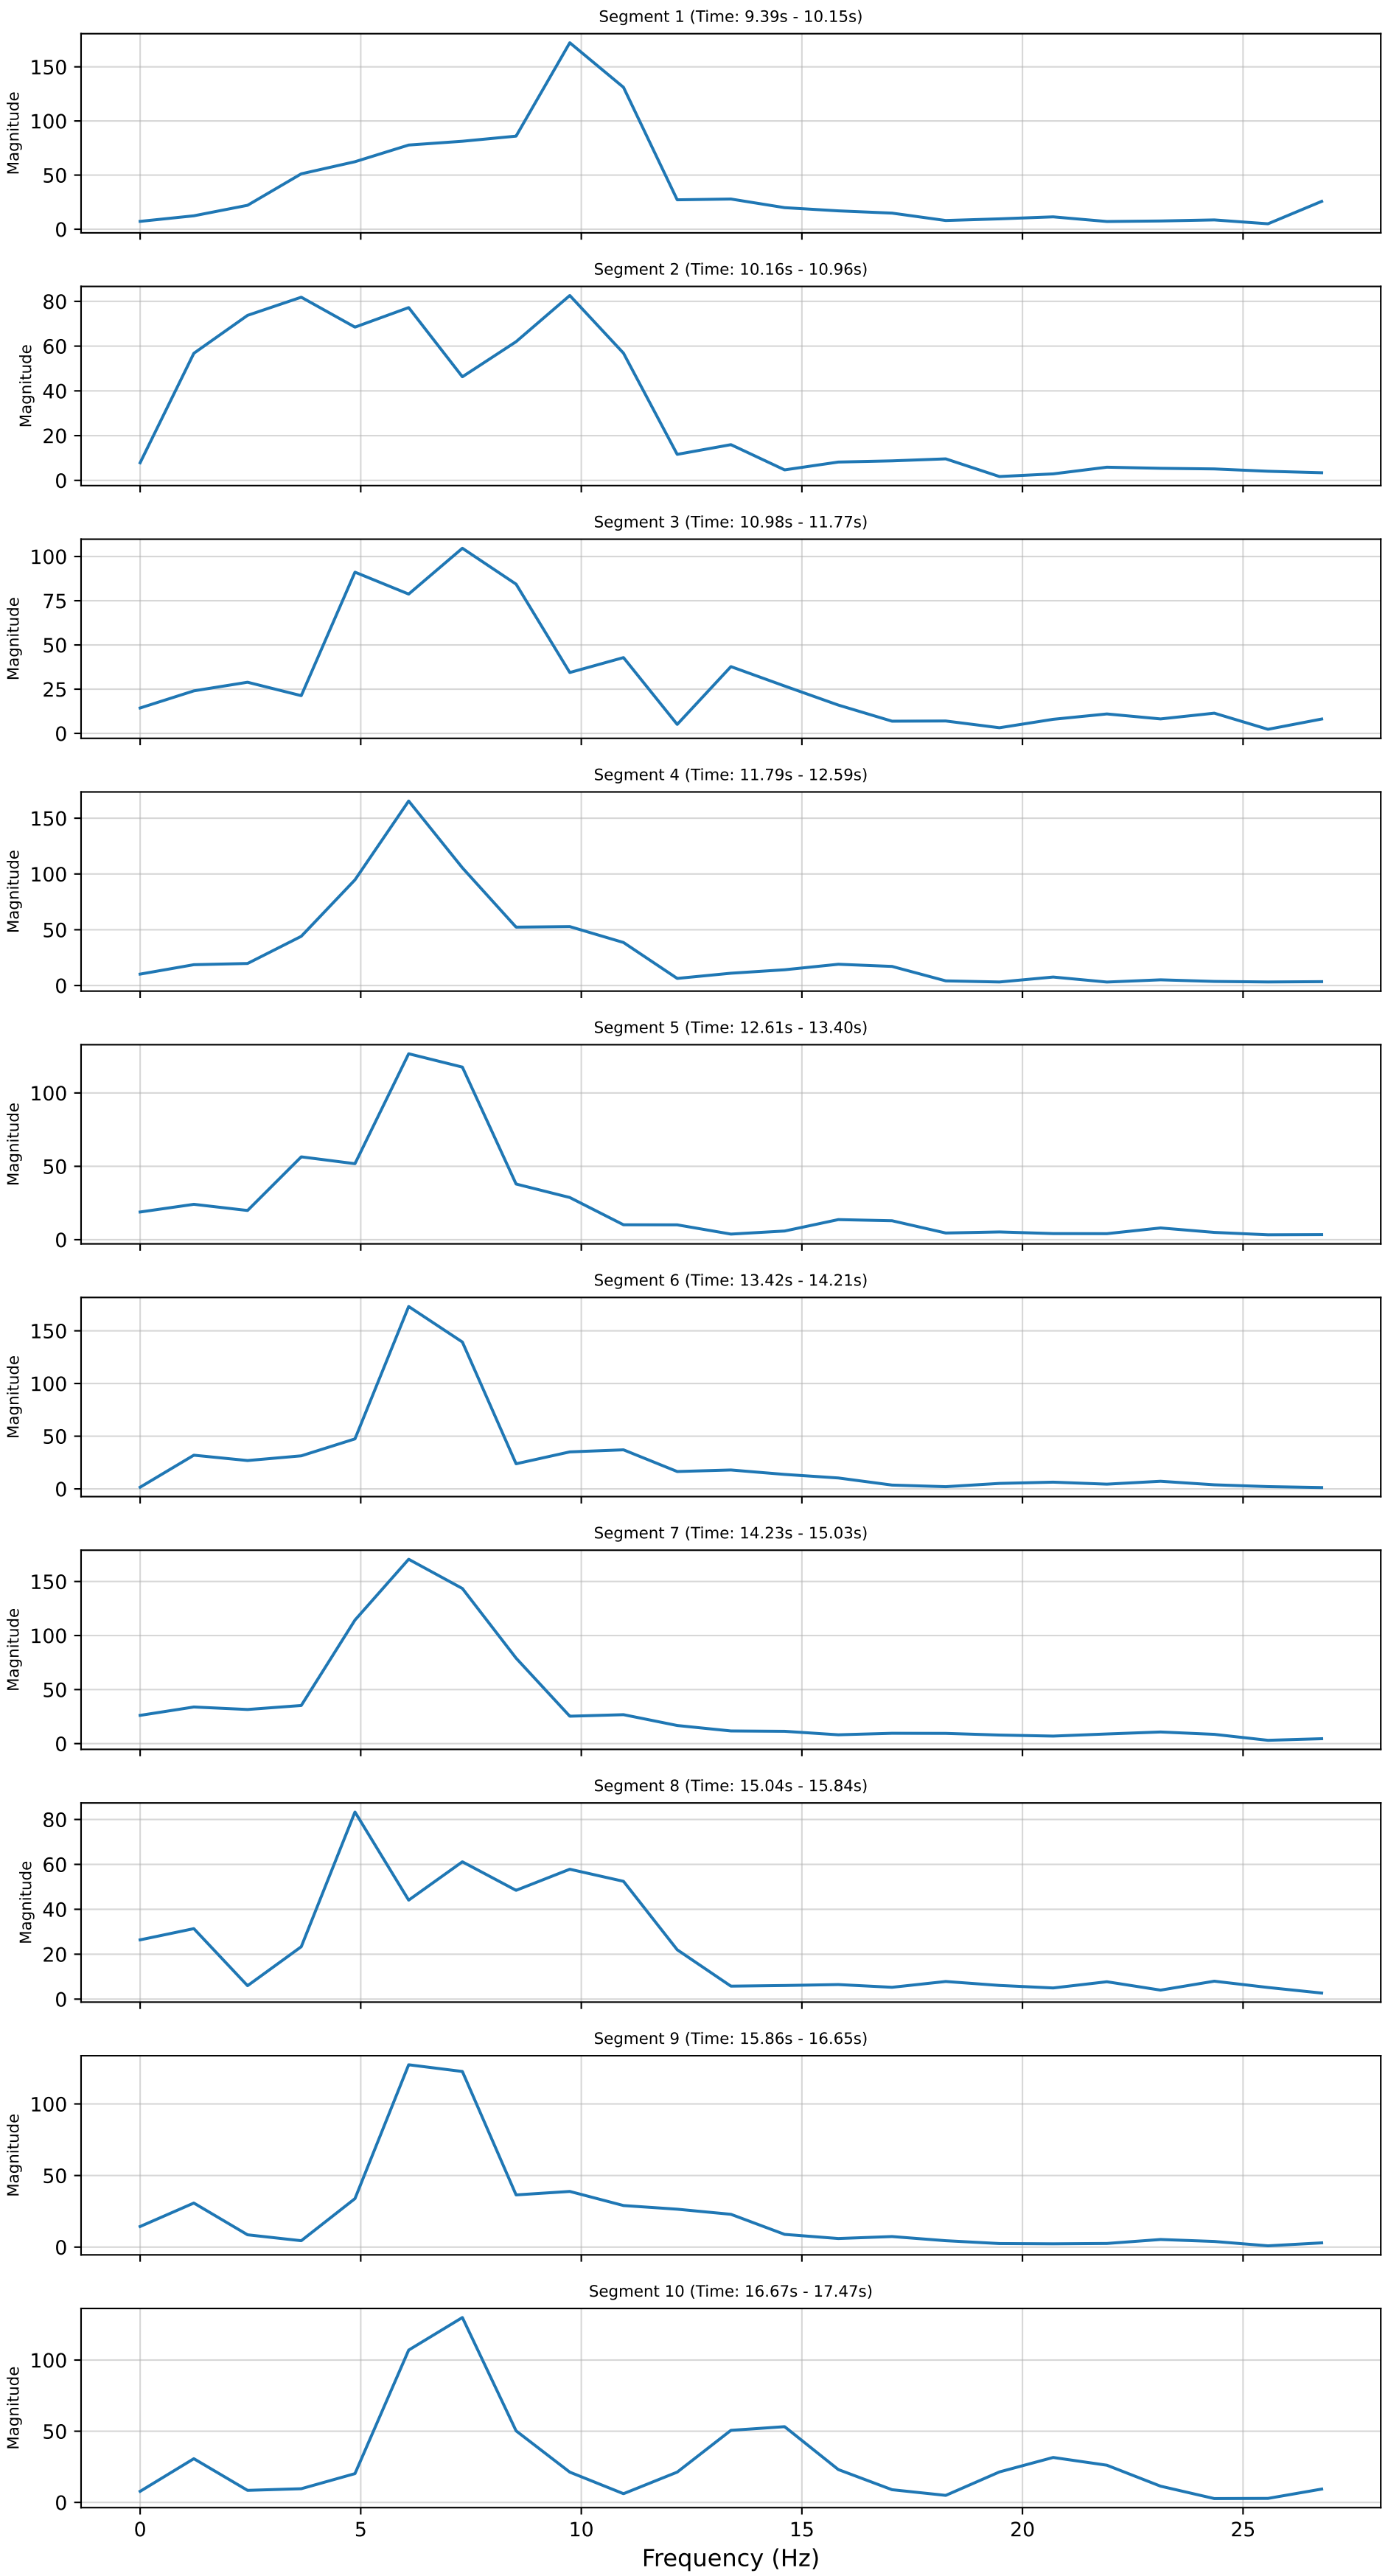 Segment 1 (Time: 9.39s - 10.15s)
150
100
50
0
Magnitude
Segment 2 (Time: 10.16s - 10.96s)
80
60
40
20
0
Magnitude
Segment 3 (Time: 10.98s - 11.77s)
100
75
50
25
0
Magnitude
Segment 4 (Time: 11.79s - 12.59s)
150
100
50
0
Magnitude
Segment 5 (Time: 12.61s - 13.40s)
100
50
0
Magnitude
Segment 6 (Time: 13.42s - 14.21s)
150
100
50
0
Magnitude
Segment 7 (Time: 14.23s - 15.03s)
150
100
50
0
Magnitude
Segment 8 (Time: 15.04s - 15.84s)
80
60
40
20
0
Magnitude
Segment 9 (Time: 15.86s - 16.65s)
100
50
0
Magnitude
Segment 10 (Time: 16.67s - 17.47s)
100
50
0
Magnitude
0 5 10 15 20 25
Frequency (Hz)